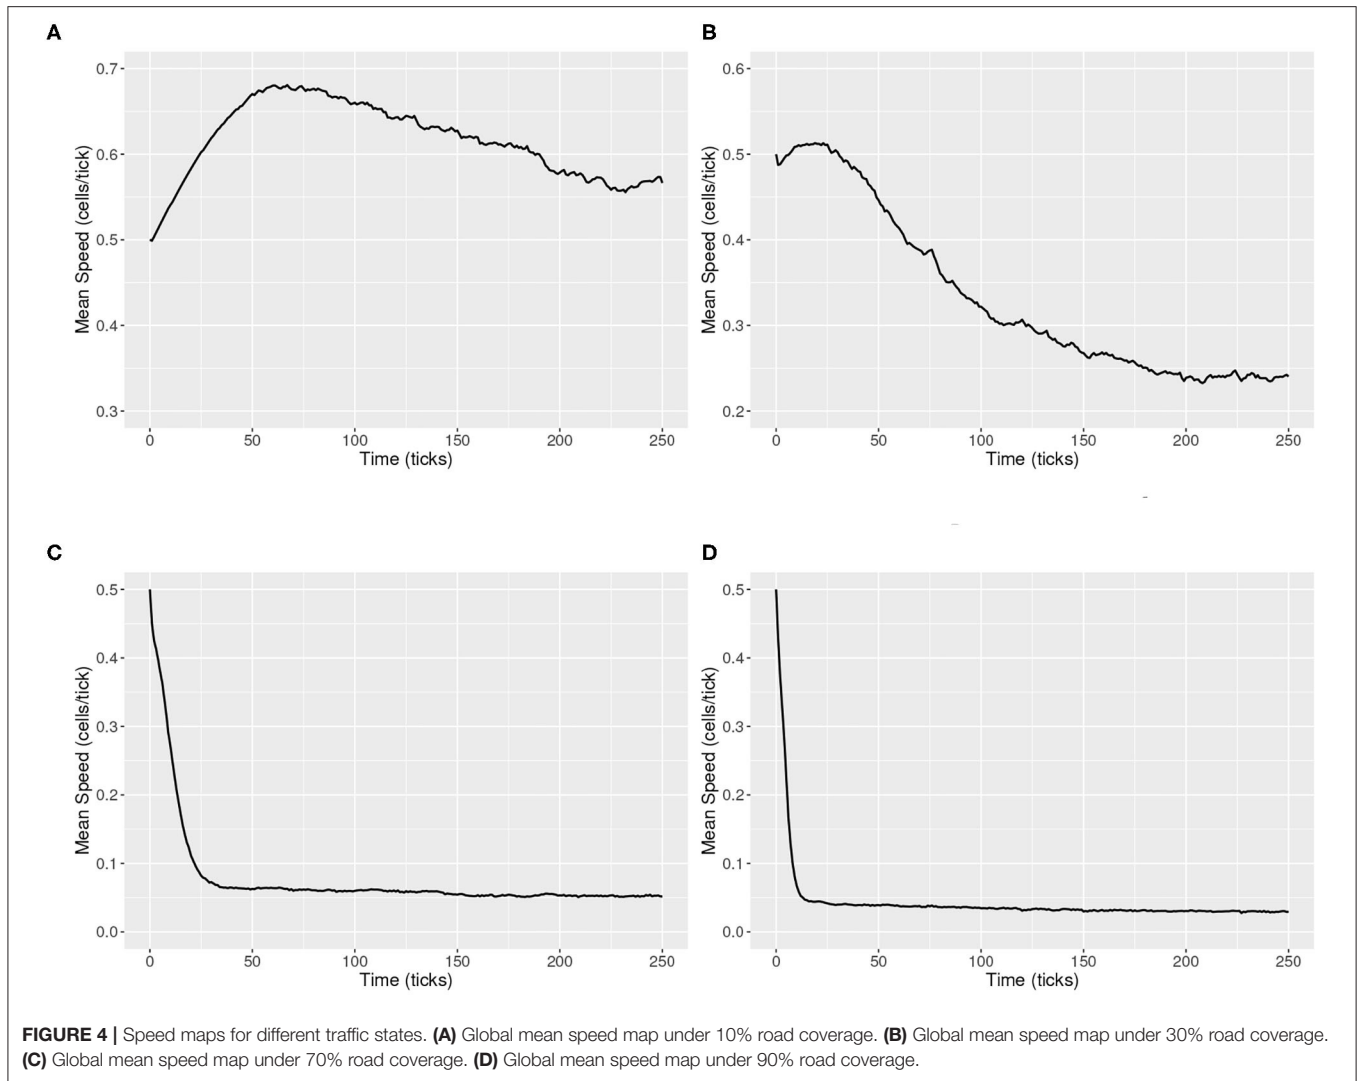 A
B
0.7
0.6
0.5
0.4
0.3
Mean Speed (cells/tick)
0 50 100 150 200 250
Time (ticks)
0.6
0.5
0.4
0.3
0.2
Mean Speed (cells/tick)
0 50 100 150 200 250
Time (ticks)
C
D
0.5
0.4
0.3
0.2
0.1
0.0
Mean Speed (cells/tick)
0 50 100 150 200 250
Time (ticks)
0.5
0.4
0.3
0.2
0.1
0.0
Mean Speed (cells/tick)
0 50 100 150 200 250
Time (ticks)
FIGURE 4 | Speed maps for different traffic states. (A) Global mean speed map under 10% road coverage. (B) Global mean speed map under 30% road coverage.
(C) Global mean speed map under 70% road coverage. (D) Global mean speed map under 90% road coverage.